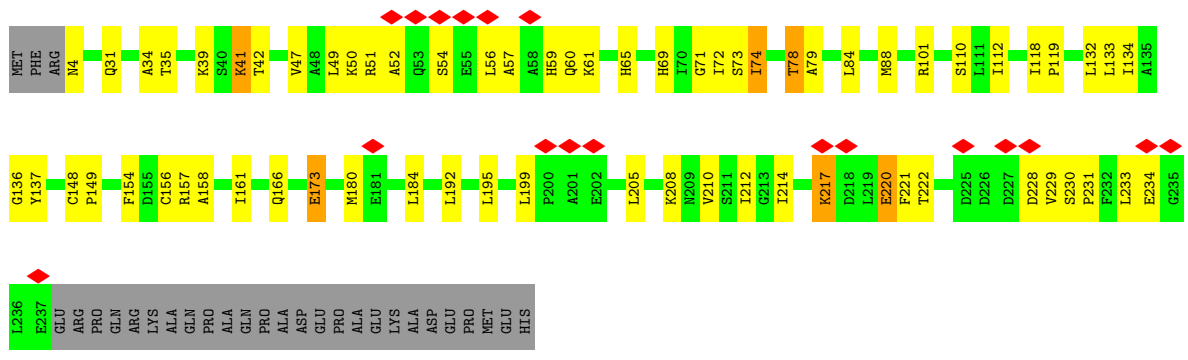 MET PHE ARG N4 Q31 A34 T35 K39 S40 K41 T42 V47 A48 L49 K50 R51 A52 Q53 S54 E55 L56 A57 A58 H59 Q60 K61 H65 H69 I70 G71 I72 S73 I74 T78 A79 L84 M88 R101 S110 L111 I112 I118 P119 L132 L133 I134 A135
G136 Y137 C148 P149 F154 D155 C156 R157 A158 I161 Q166 E173 M180 E181 L184 L192 L195 L199 P200 A201 E202 L205 K208 N209 V210 S211 I212 G213 I214 K217 D218 L219 E220 F221 T222 D225 D226 D227 D228 V229 S230 P231 F232 L233 E234 G235
L236 E237 GLU ARG PRO GLN ARG LYS ALA GLN PRO ALA GLN PRO ALA ASP GLU PRO ALA GLU LYS ALA ASP GLU PRO MET GLU HIS